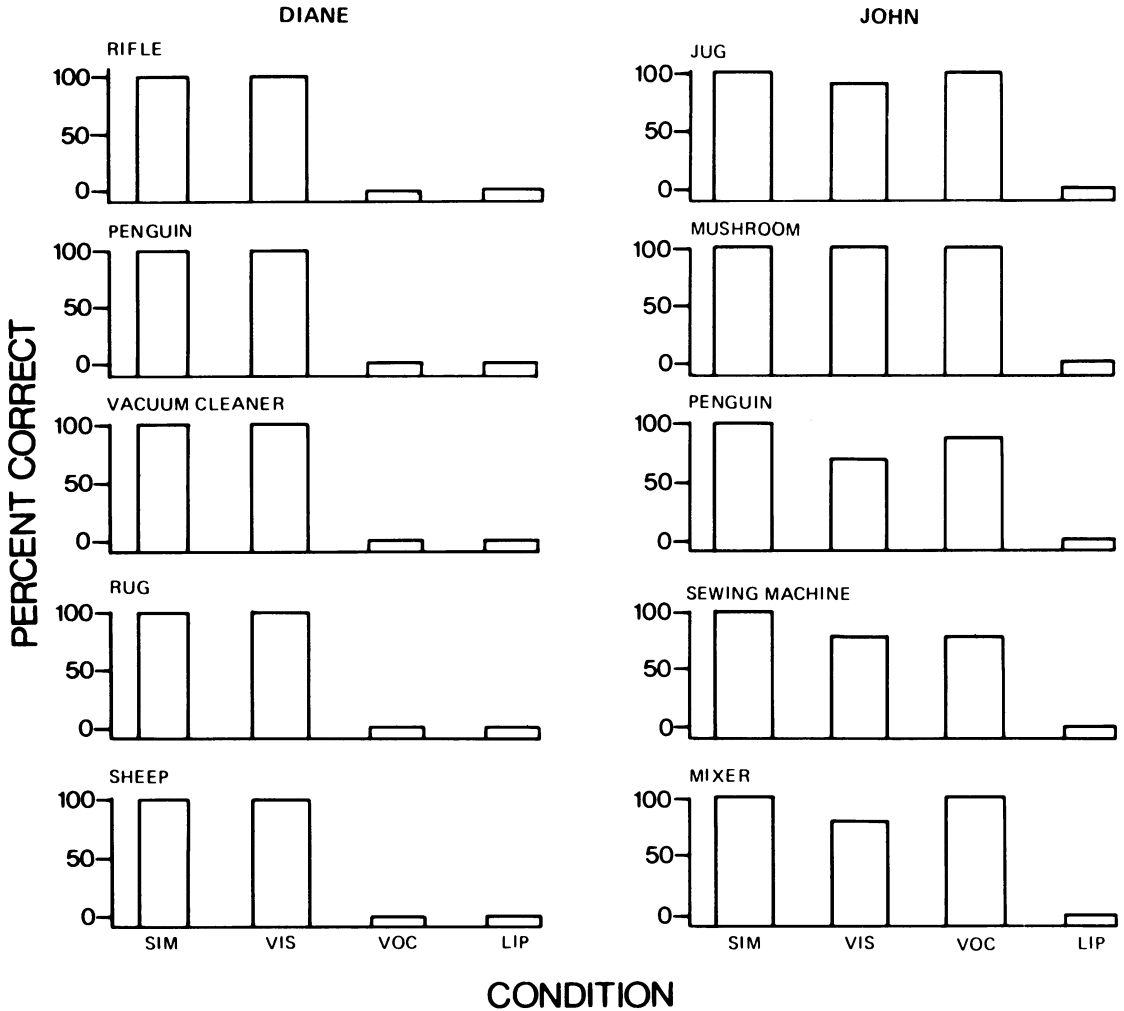 DIANE
JOHN
RIFLE
100
50
0
JUG
100
50
0
PENGUIN
100
50
0
MUSHROOM
100
50
0
VACUUM CLEANER
100
50
0
PENGUIN
100
50
0
RUG
100
50
0
SEWING MACHINE
100
50
0
SHEEP
100
50
0
MIXER
100
50
0
SIM VIS VOC LIP
SIM VIS VOC LIP
PERCENT CORRECT
CONDITION